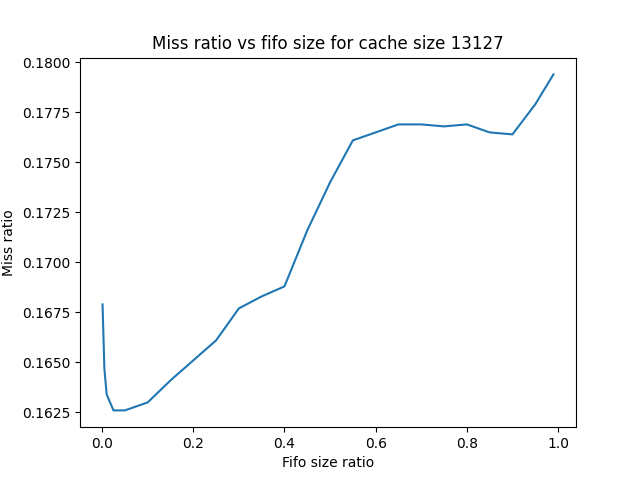 Miss ratio vs fifo size for cache size 13127
0.1800
0.1775
0.1750
0.1725
0.1700
0.1675
0.1650
0.1625
Miss ratio
0.0 0.2 0.4 0.6 0.8 1.0
Fifo size ratio